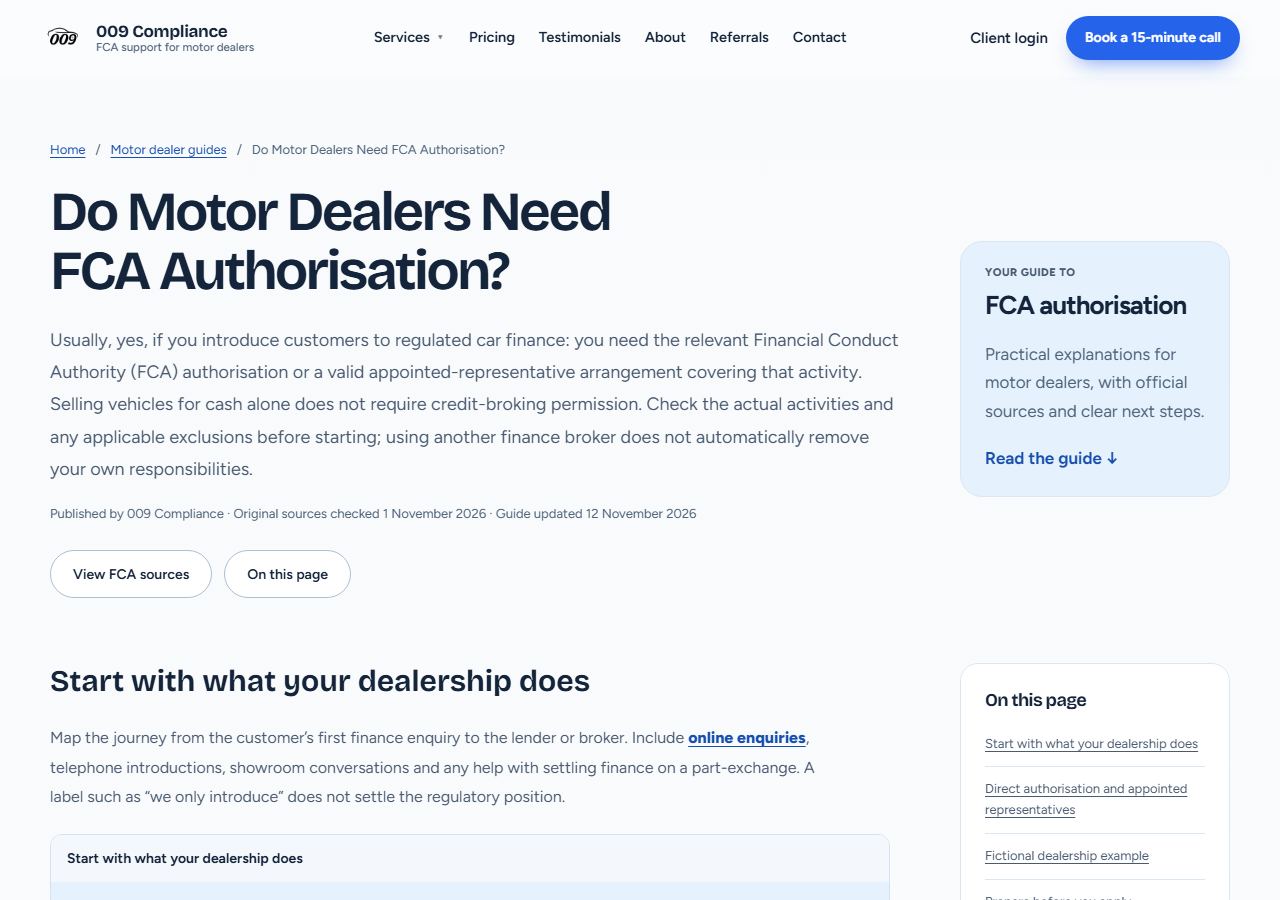 009
009 Compliance
FCA support for motor dealers
Services
Pricing
Testimonials
About
Referrals
Contact
Client login
Book a 15-minute call
Home / Motor dealer guides / Do Motor Dealers Need FCA Authorisation?
Do Motor Dealers Need
FCA Authorisation?
Usually, yes, if you introduce customers to regulated car finance: you need the relevant Financial Conduct
Authority (FCA) authorisation or a valid appointed-representative arrangement covering that activity.
Selling vehicles for cash alone does not require credit-broking permission. Check the actual activities and
any applicable exclusions before starting; using another finance broker does not automatically remove
your own responsibilities.
Published by 009 Compliance · Original sources checked 1 November 2026 · Guide updated 12 November 2026
View FCA sources
On this page
YOUR GUIDE TO
FCA authorisation
Practical explanations for
motor dealers, with official
sources and clear next steps.
Read the guide ↓
Start with what your dealership does
Map the journey from the customer’s first finance enquiry to the lender or broker. Include online enquiries,
telephone introductions, showroom conversations and any help with settling finance on a part-exchange. A
label such as “we only introduce” does not settle the regulatory position.
Start with what your dealership does
On this page
Start with what your dealership does
Direct authorisation and appointed
representatives
Fictional dealership example
Prepare before you apply